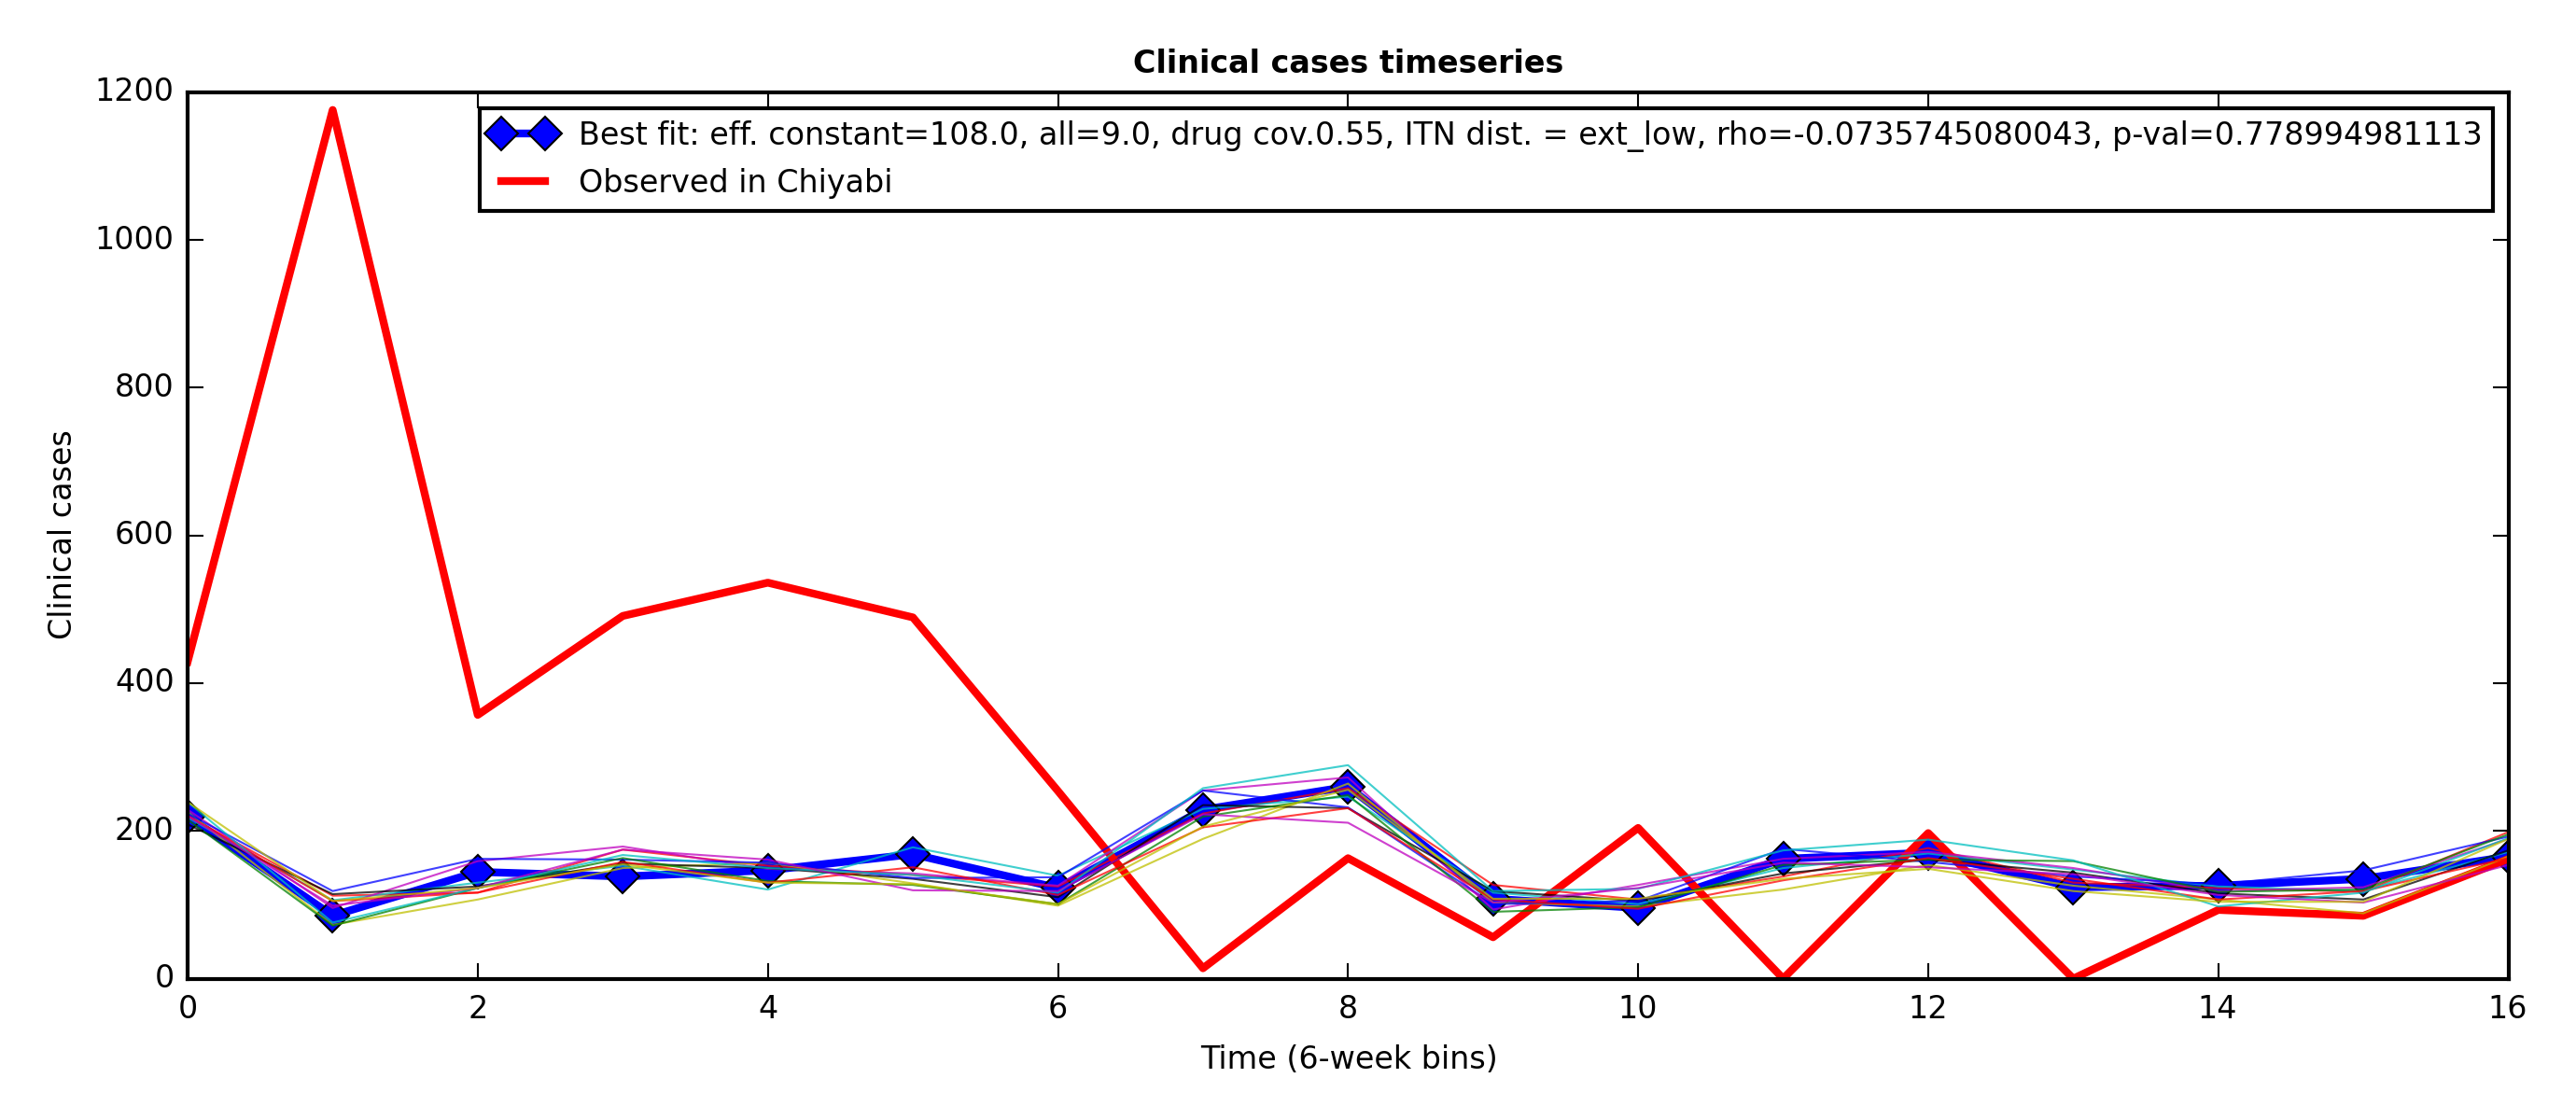 Clinical cases timeseries
1200
1000
800
600
400
200
0
Clinical cases
Best fit: eff. constant=108.0, all=9.0, drug cov.0.55, ITN dist. = ext_low, rho=-0.0735745080043, p-val=0.778994981113
Observed in Chiyabi
0 2 4 6 8 10 12 14 16
Time (6-week bins)